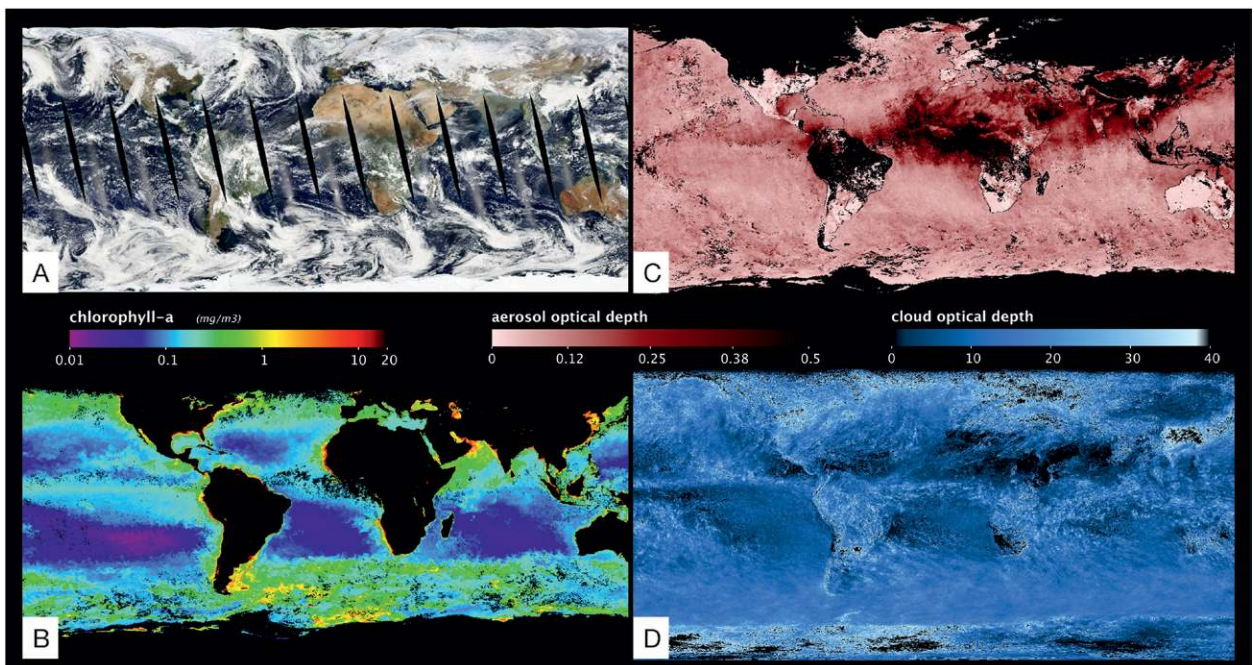 A
C
chlorophyll-a (mg/m3)
0.01 0.1 1 10 20
aerosol optical depth
0 0.12 0.25 0.38 0.5
cloud optical depth
0 10 20 30 40
B
D